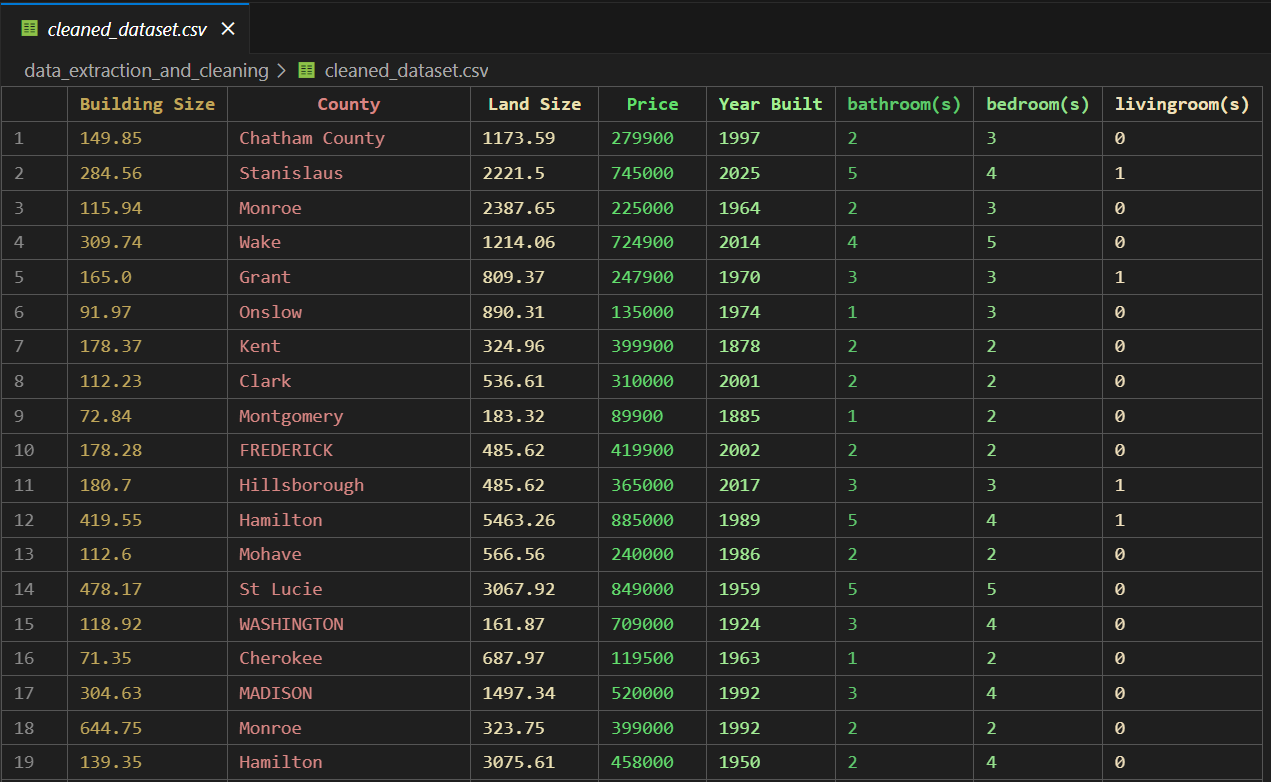 cleaned_dataset.csv ×
data_extraction_and_cleaning > cleaned_dataset.csv
Building Size County Land Size Price Year Built bathroom(s) bedroom(s) livingroom(s)
1 149.85 Chatham County 1173.59 279900 1997 2 3 0
2 284.56 Stanislaus 2221.5 745000 2025 5 4 1
3 115.94 Monroe 2387.65 225000 1964 2 3 0
4 309.74 Wake 1214.06 724900 2014 4 5 0
5 165.0 Grant 809.37 247900 1970 3 3 1
6 91.97 Onslow 890.31 135000 1974 1 3 0
7 178.37 Kent 324.96 399900 1878 2 2 0
8 112.23 Clark 536.61 310000 2001 2 2 0
9 72.84 Montgomery 183.32 89900 1885 1 2 0
10 178.28 FREDERICK 485.62 419900 2002 2 2 0
11 180.7 Hillsborough 485.62 365000 2017 3 3 1
12 419.55 Hamilton 5463.26 885000 1989 5 4 1
13 112.6 Mohave 566.56 240000 1986 2 2 0
14 478.17 St Lucie 3067.92 849000 1959 5 5 0
15 118.92 WASHINGTON 161.87 709000 1924 3 4 0
16 71.35 Cherokee 687.97 119500 1963 1 2 0
17 304.63 MADISON 1497.34 520000 1992 3 4 0
18 644.75 Monroe 323.75 399000 1992 2 2 0
19 139.35 Hamilton 3075.61 458000 1950 2 4 0